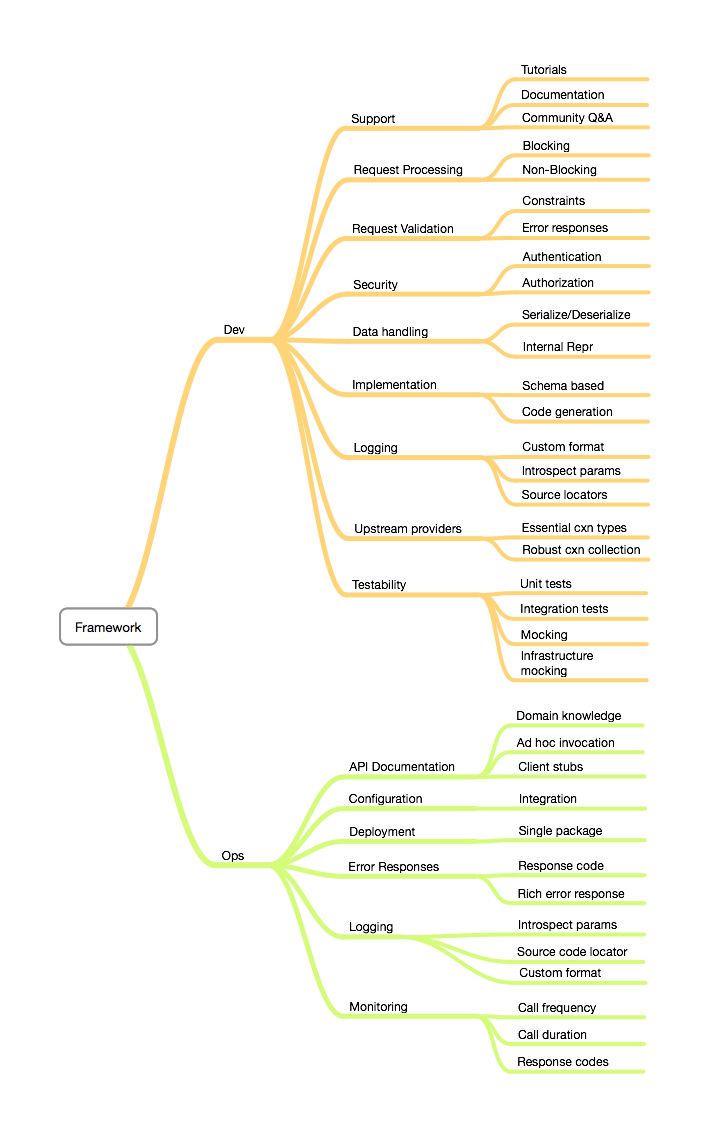 Tutorials
Support
Documentation
Community Q&A
Blocking
Request Processing
Non-Blocking
Constraints
Request Validation
Error responses
Authentication
Security
Authorization
Serialize/Deserialize
Dev
Data handling
Internal Repr
Implementation
Schema based
Code generation
Logging
Custom format
Introspect params
Source locators
Upstream providers
Essential cxn types
Robust cxn collection
Testability
Unit tests
Integration tests
Mocking
Infrastructure
mocking
Framework
Domain knowledge
Ad hoc invocation
API Documentation
Client stubs
Configuration
Integration
Deployment
Single package
Ops
Error Responses
Response code
Rich error response
Logging
Introspect params
Source code locator
Custom format
Monitoring
Call frequency
Call duration
Response codes